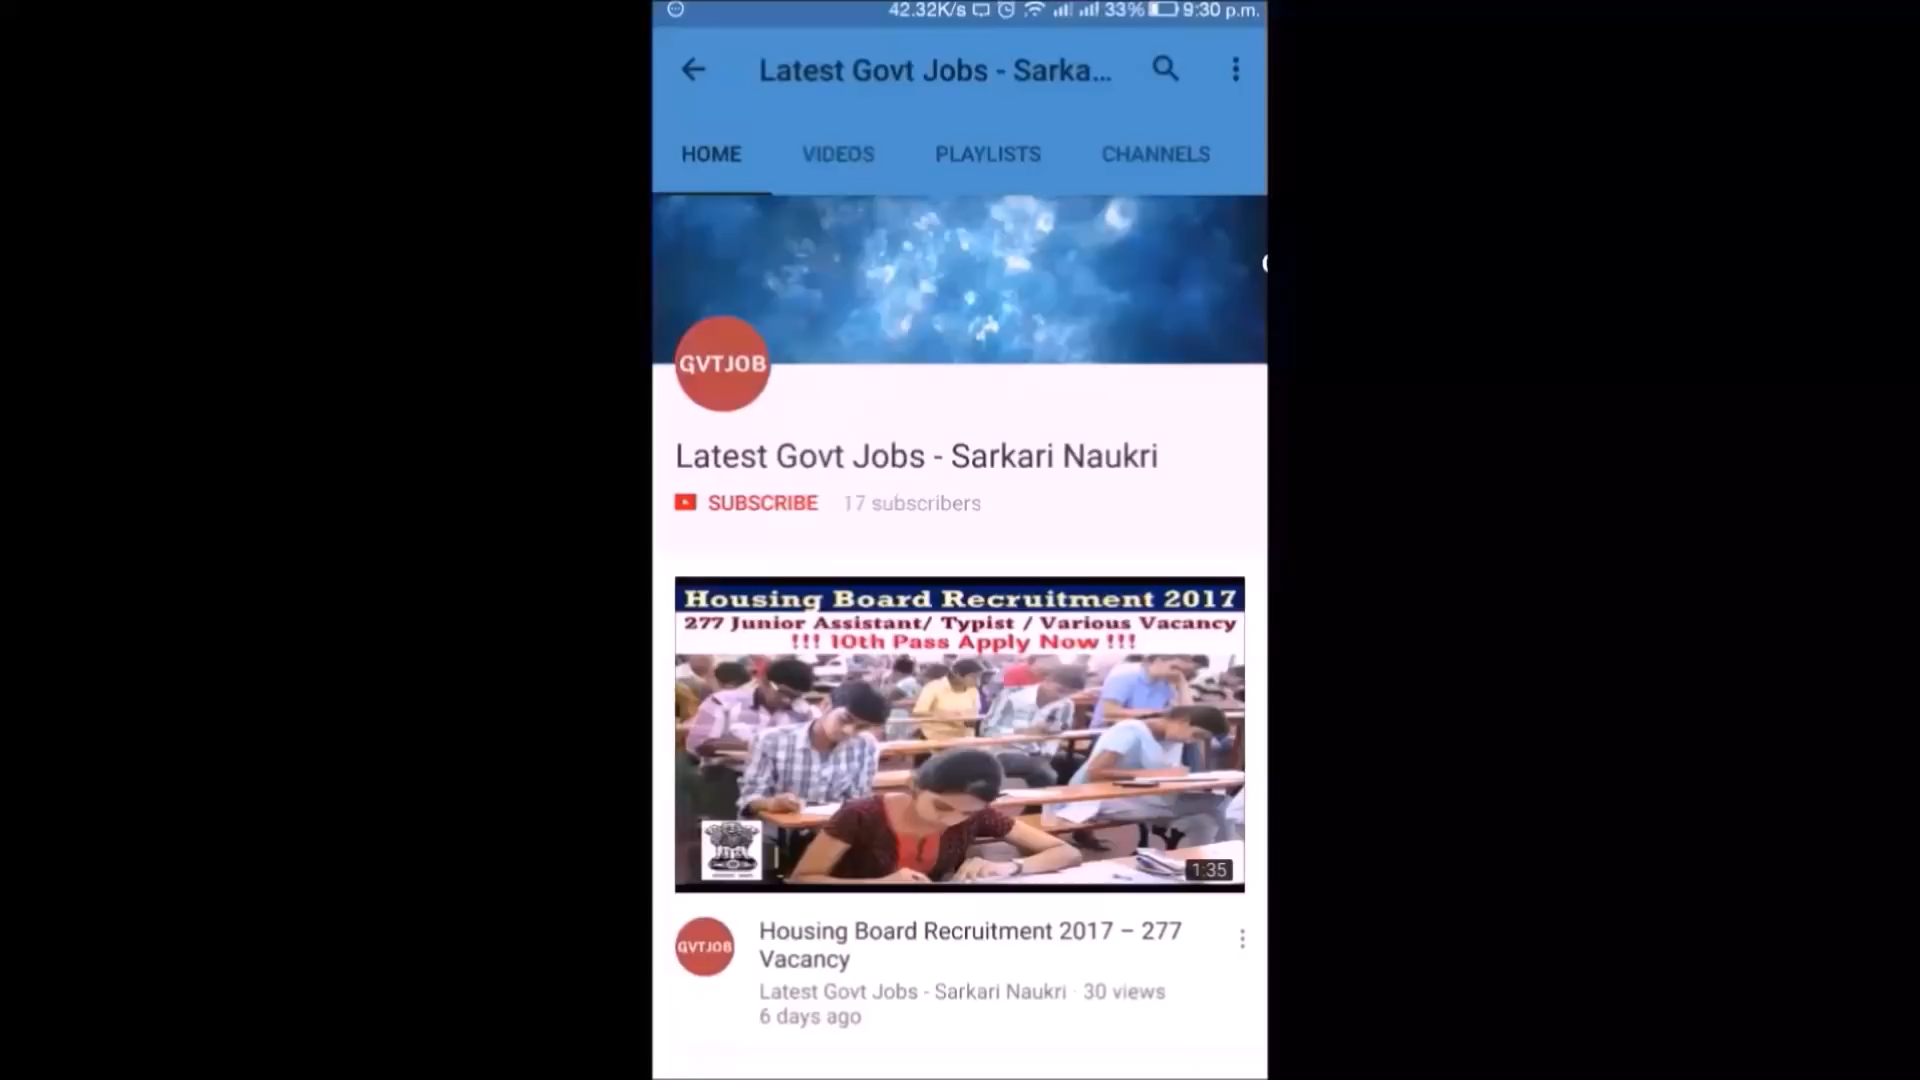 42.32K/s 33% 9:30 p.m.
Latest Govt Jobs - Sarka...
HOME VIDEOS PLAYLISTS CHANNELS
GVTJOB
Latest Govt Jobs - Sarkari Naukri
SUBSCRIBE 17 subscribers
Housing Board Recruitment 2017
277 Junior Assistant/ Typist / Various Vacancy
!!! 10th Pass Apply Now !!!
1:35
GVTJOB
Housing Board Recruitment 2017 – 277
Vacancy
Latest Govt Jobs - Sarkari Naukri · 30 views
6 days ago